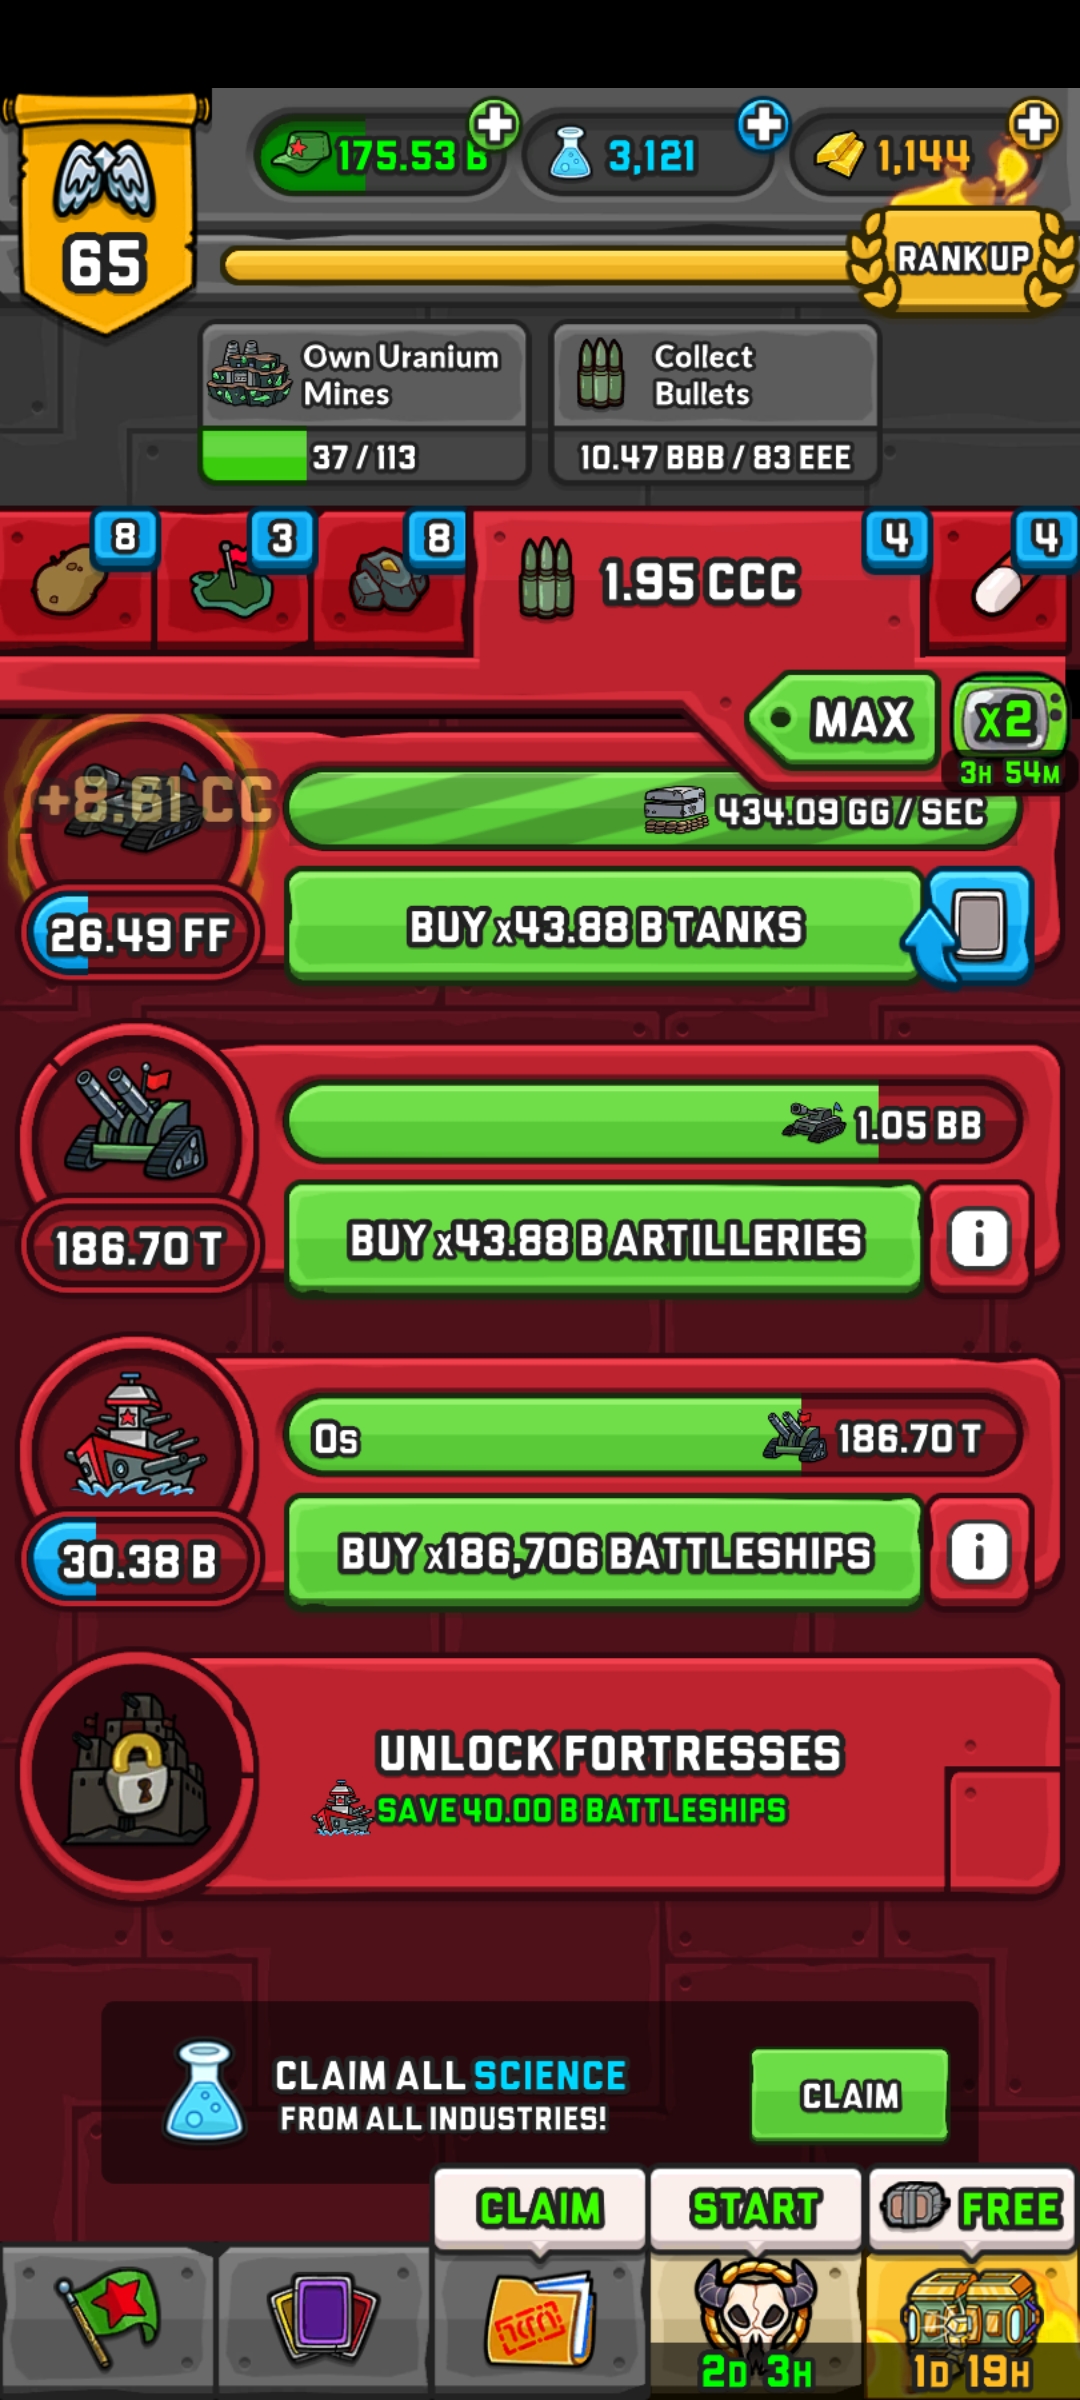 175.53 B
3,121
1,144
65
RANK UP
Own Uranium
Mines
37 / 113
Collect
Bullets
10.47 BBB / 83 EEE
8
3
8
1.95 CCC
4
4
MAX
x2
3H 54M
+8.61 CC
434.09 GG / SEC
26.49 FF
BUY x43.88 B TANKS
1.05 BB
186.70 T
BUY x43.88 B ARTILLERIES
i
0s
186.70 T
30.38 B
BUY x186,706 BATTLESHIPS
i
UNLOCK FORTRESSES
SAVE 40.00 B BATTLESHIPS
CLAIM ALL SCIENCE
FROM ALL INDUSTRIES!
CLAIM
CLAIM
START
FREE
2D 3H
1D 19H